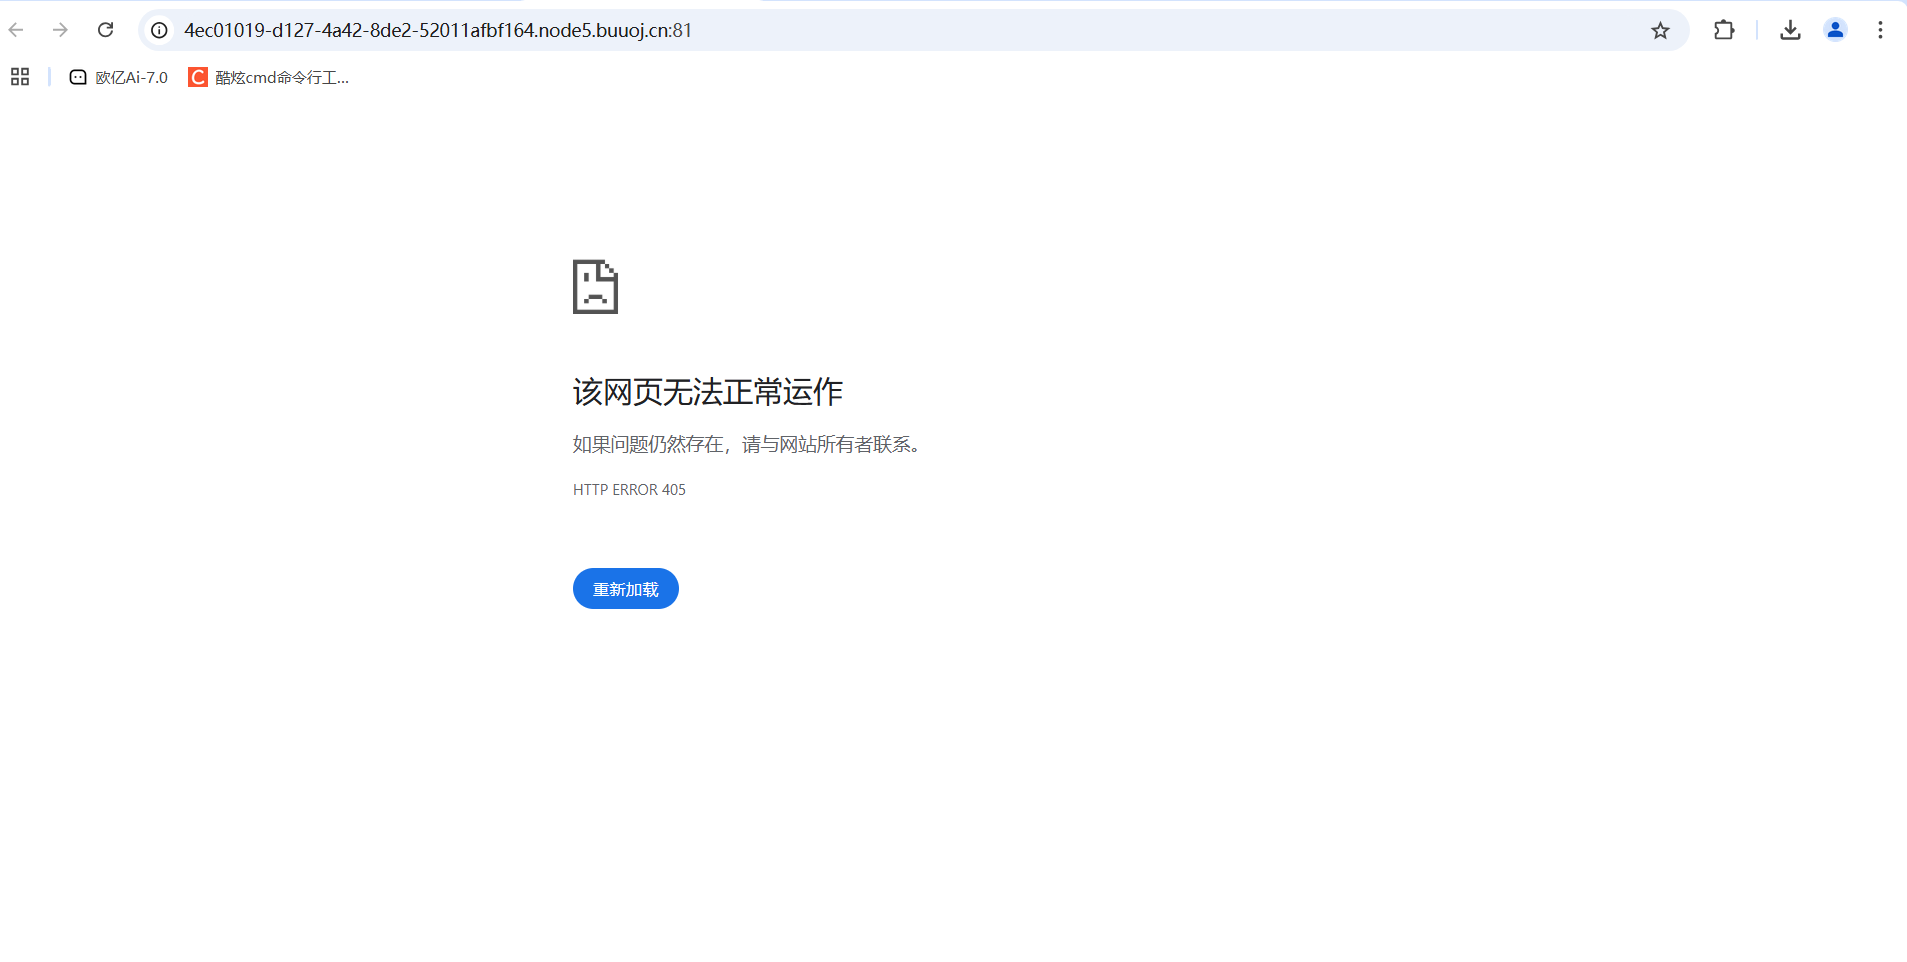 4ec01019-d127-4a42-8de2-52011afbf164.node5.buuoj.cn:81
欧亿Ai-7.0
C 酷炫cmd命令行工...
该网页无法正常运作
如果问题仍然存在，请与网站所有者联系。
HTTP ERROR 405
重新加载